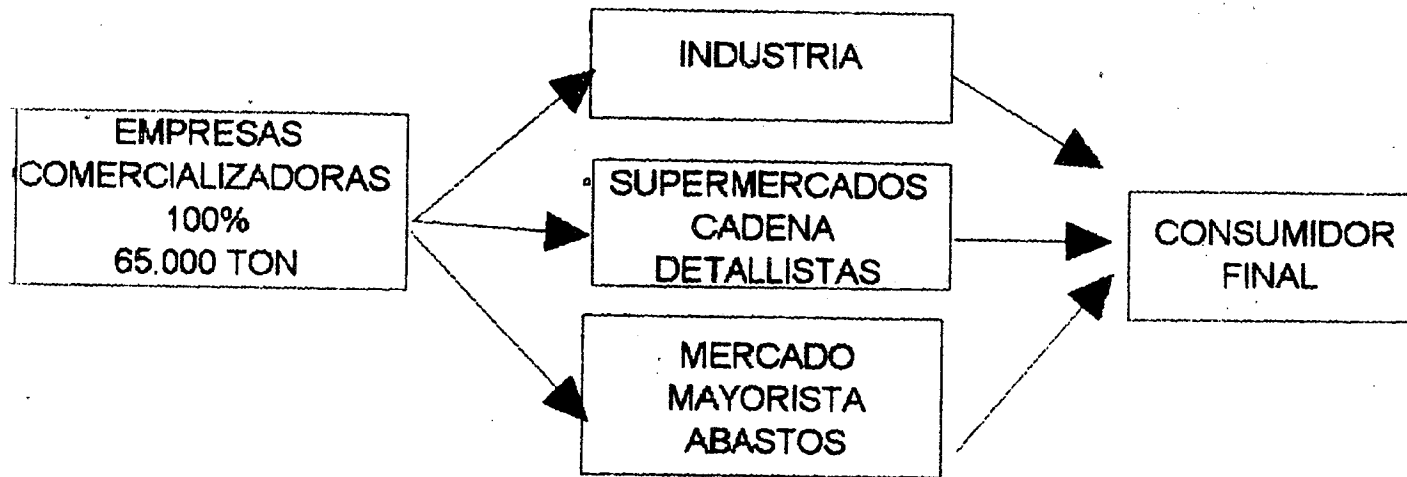 EMPRESAS
COMERCIALIZADORAS
100%
65.000 TON
INDUSTRIA
SUPERMERCADOS
CADENA
DETALLISTAS
MERCADO
MAYORISTA
ABASTOS
CONSUMIDOR
FINAL